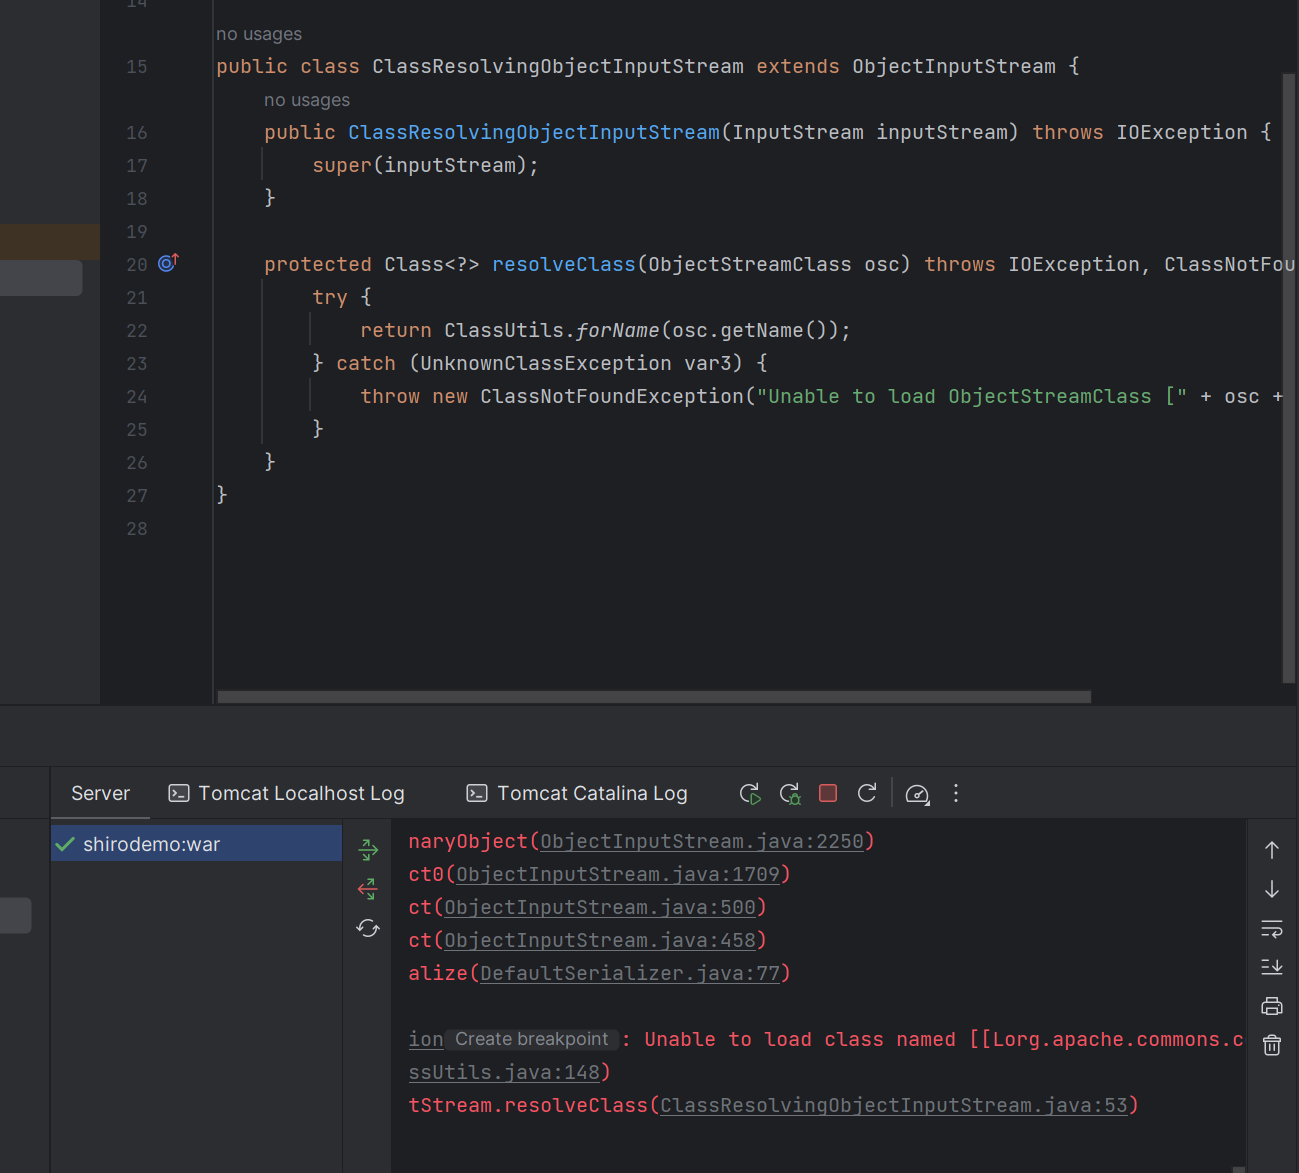 14
no usages
15 public class ClassResolvingObjectInputStream extends ObjectInputStream {
no usages
16 public ClassResolvingObjectInputStream(InputStream inputStream) throws IOException {
17 super(inputStream);
18 }
19
20 protected Class<?> resolveClass(ObjectStreamClass osc) throws IOException, ClassNotFou
21 try {
22 return ClassUtils.forName(osc.getName());
23 } catch (UnknownClassException var3) {
24 throw new ClassNotFoundException("Unable to load ObjectStreamClass [" + osc +
25 }
26 }
27 }
28
Server Tomcat Localhost Log Tomcat Catalina Log
shirodemo:war
naryObject(ObjectInputStream.java:2250)
ct0(ObjectInputStream.java:1709)
ct(ObjectInputStream.java:500)
ct(ObjectInputStream.java:458)
alize(DefaultSerializer.java:77)
ion Create breakpoint : Unable to load class named [[Lorg.apache.commons.c
ssUtils.java:148)
tStream.resolveClass(ClassResolvingObjectInputStream.java:53)